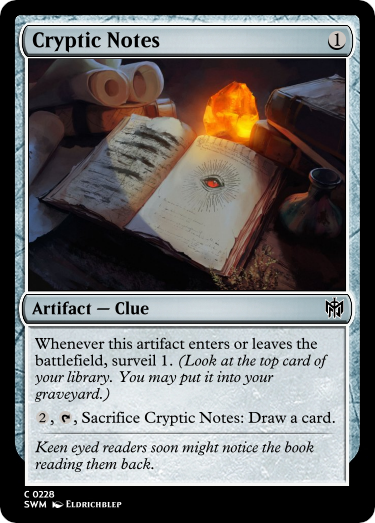 Cryptic Notes 1
Artifact — Clue
Whenever this artifact enters or leaves the
battlefield, surveil 1. (Look at the top card of
your library. You may put it into your
graveyard.)
2, T, Sacrifice Cryptic Notes: Draw a card.
Keen eyed readers soon might notice the book
reading them back.
C 0228
SWM Eldrichblep